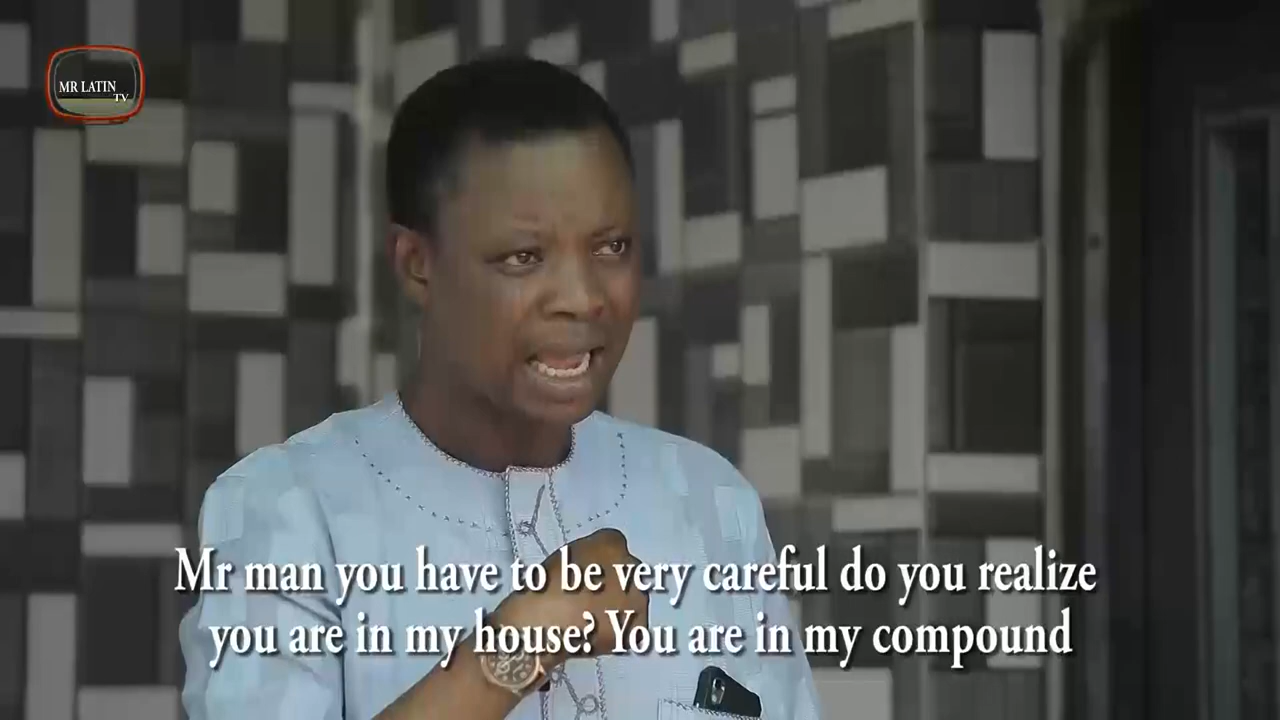 MR LATIN
TV
Mr man you have to be very careful do you realize
you are in my house? You are in my compound